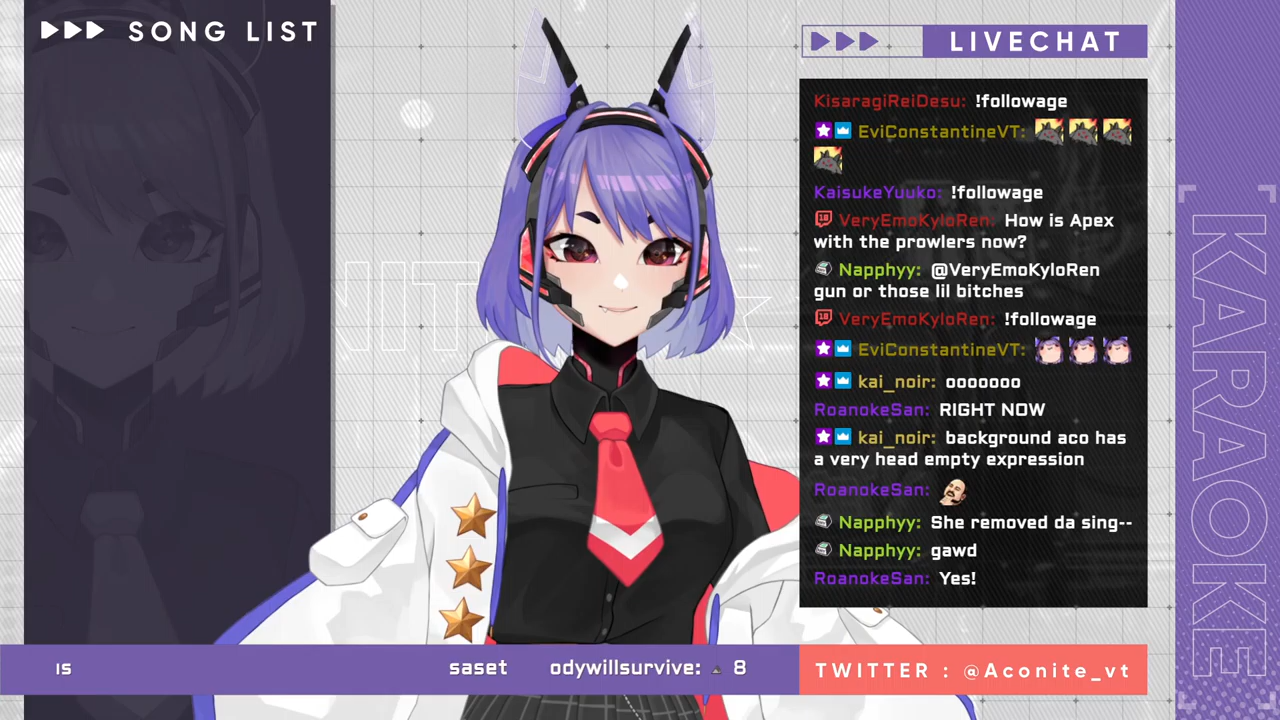 SONG LIST
LIVECHAT
KisaragiReiDesu: !followage
EviConstantineVT:
KaisukeYuuko: !followage
VeryEmoKyloRen: How is Apex
with the prowlers now?
Napphyy: @VeryEmoKyloRen
gun or those lil bitches
VeryEmoKyloRen: !followage
EviConstantineVT:
kai_noir: ooooooo
RoanokeSan: RIGHT NOW
kai_noir: background aco has
a very head empty expression
RoanokeSan:
Napphyy: She removed da sing--
Napphyy: gawd
RoanokeSan: Yes!
KARAOKE
is
saset
odywillsurvive: 8
TWITTER : @Aconite_vt